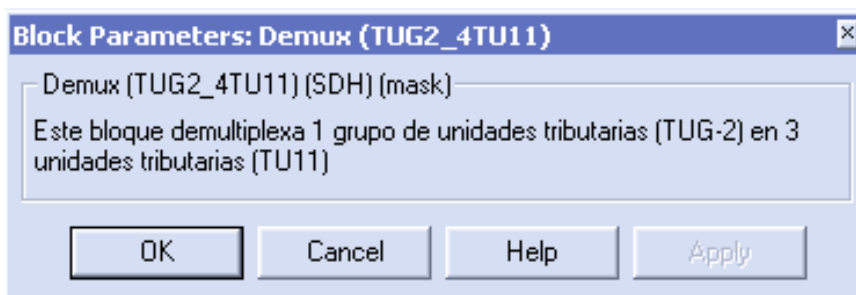 Block Parameters: Demux (TUG2_4TU11)
Demux (TUG2_4TU11) (SDH) (mask)
Este bloque demultiplexa 1 grupo de unidades tributarias (TUG-2) en 3
unidades tributarias (TU11)
OK Cancel Help Apply